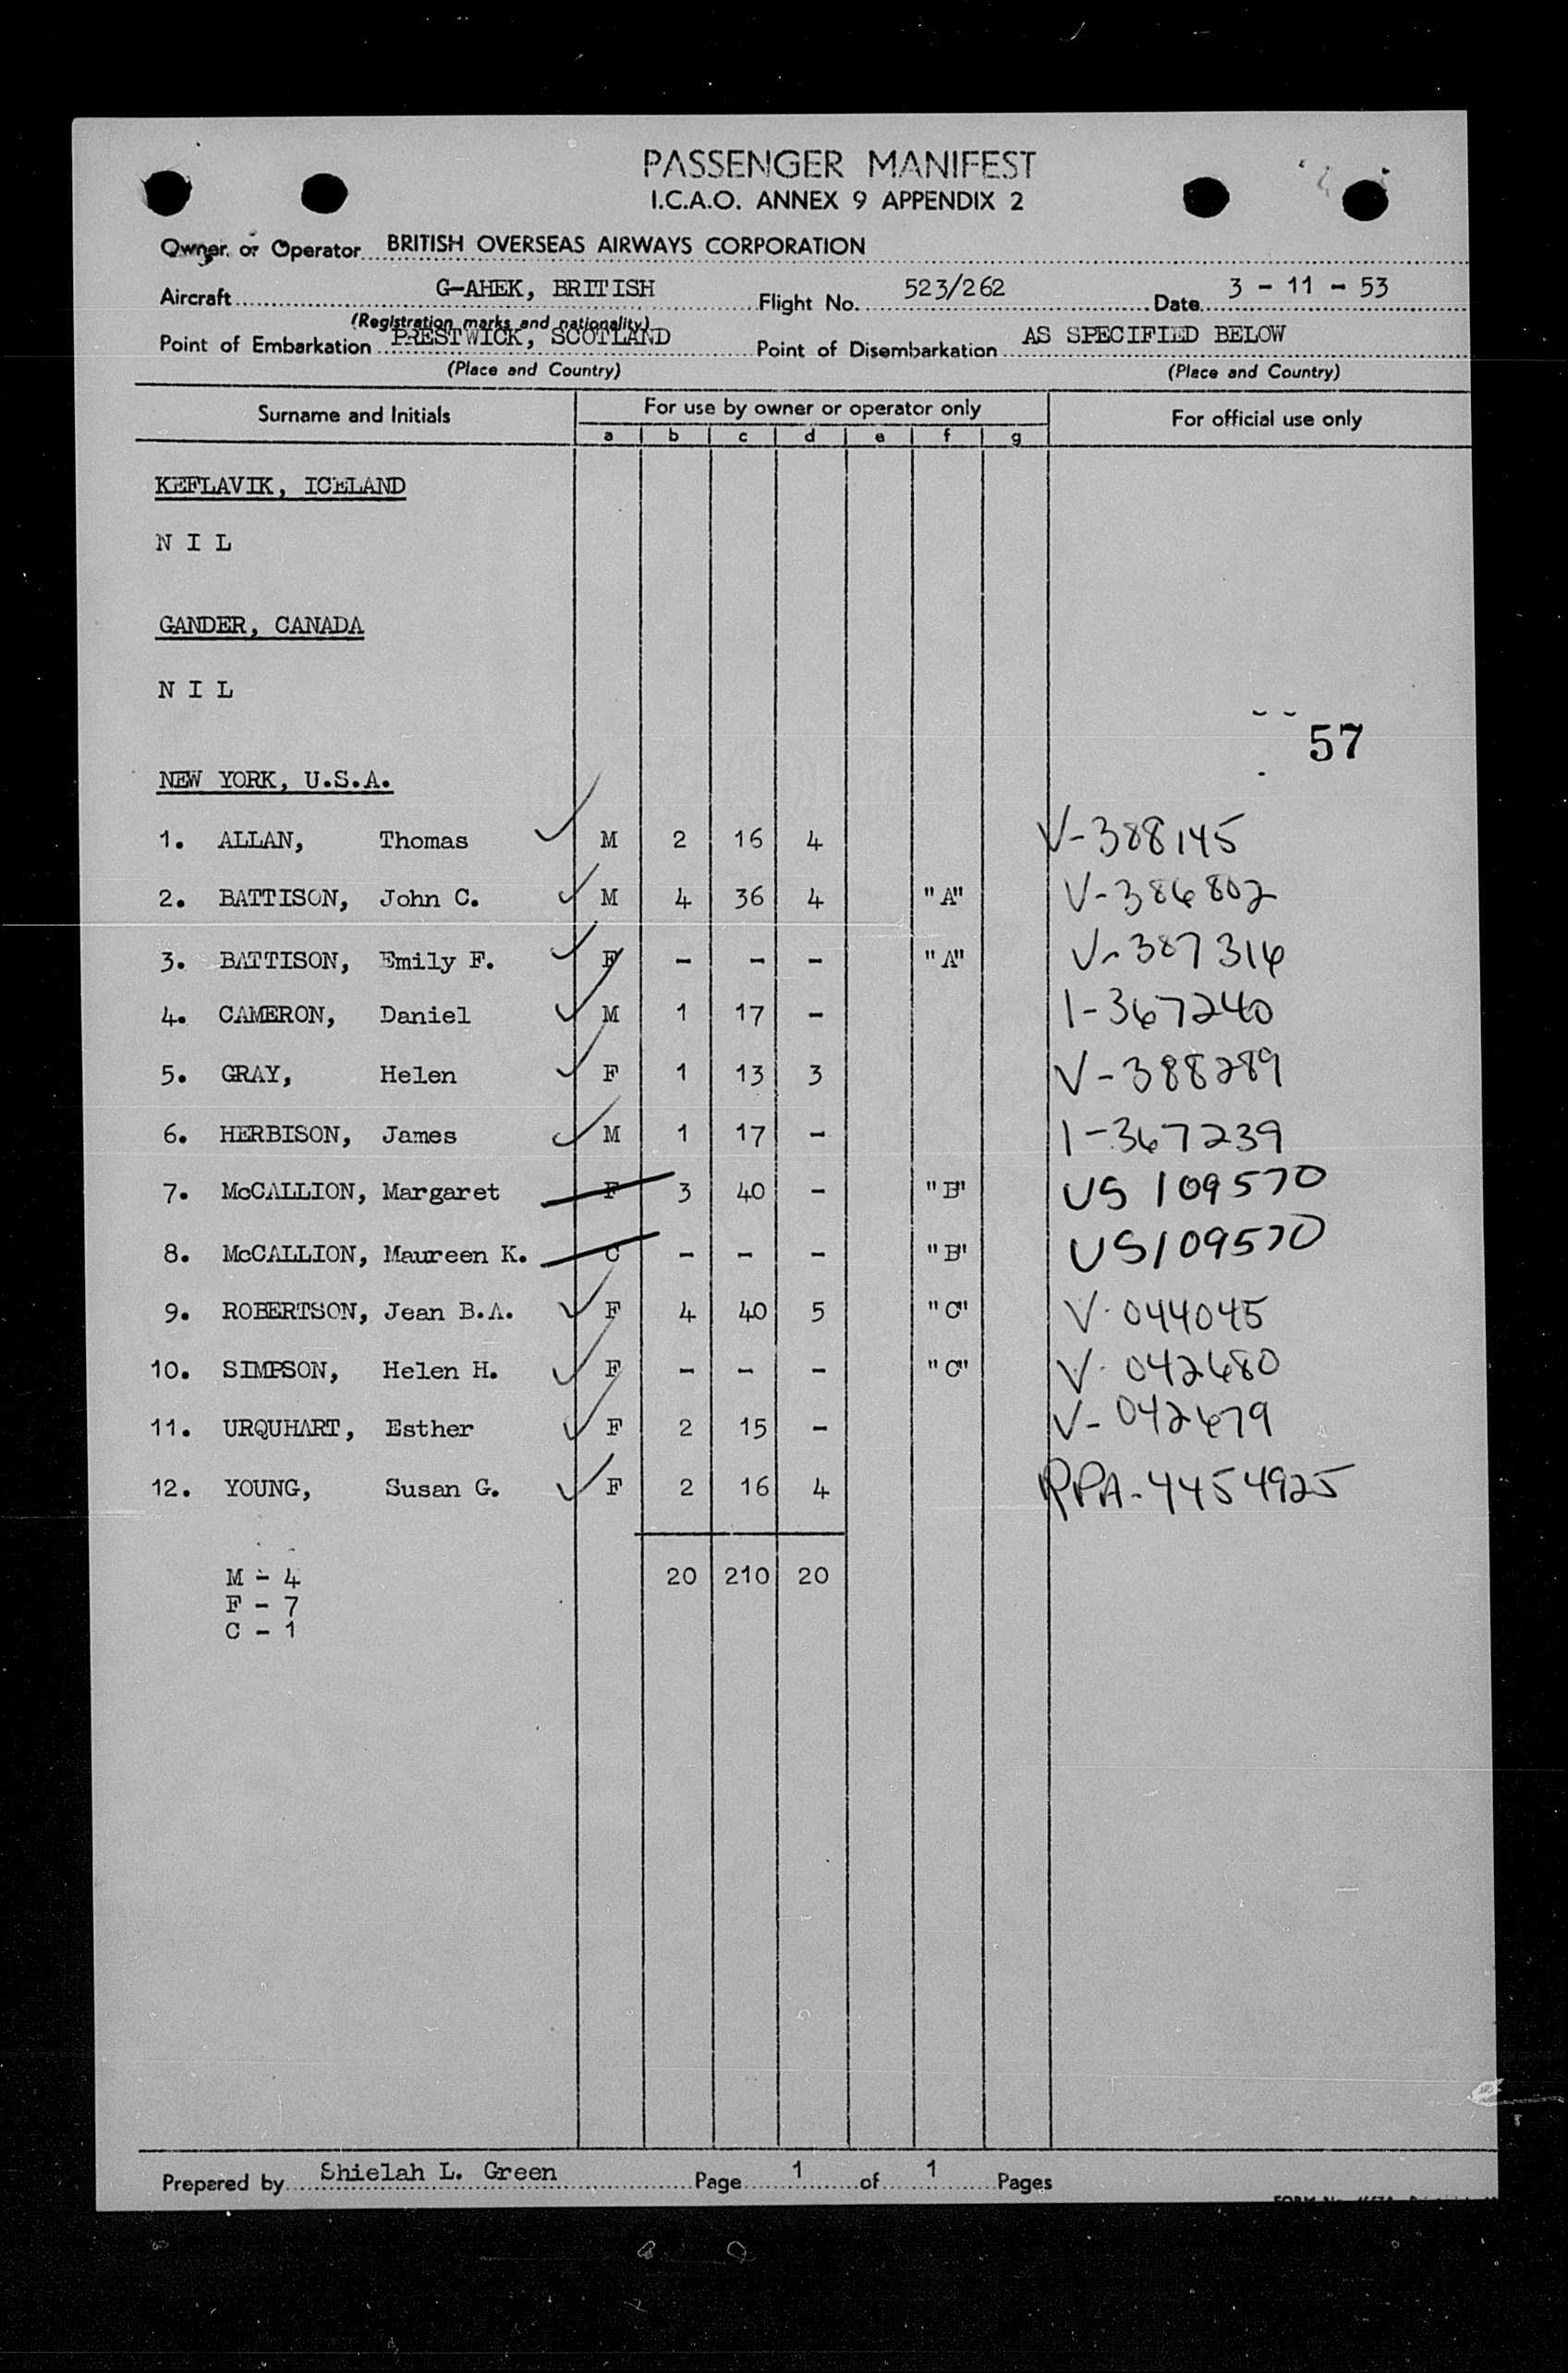 PASSENGER MANIFEST
I.C.A.O. ANNEX 9 APPENDIX 2
Owner or Operator BRITISH OVERSEAS AIRWAYS CORPORATION
Aircraft G-AHEK, BRITISH Flight No. 523/262 Date 3 - 11 - 53
(Registration marks and nationality)
Point of Embarkation PRESTWICK, SCOTLAND Point of Disembarkation AS SPECIFIED BELOW
(Place and Country) (Place and Country)
Surname and Initials For use by owner or operator only For official use only
a b c d e f g
KEFLAVIK, ICELAND
N I L
GANDER, CANADA
N I L
57
NEW YORK, U.S.A.
1. ALLAN, Thomas M 2 16 4 V-388145
2. BATTISON, John C. M 4 36 4 "A" V-386802
3. BATTISON, Emily F. F - - - "A" V-387316
4. CAMERON, Daniel M 1 17 - 1-367240
5. GRAY, Helen F 1 13 3 V-388289
6. HERBISON, James M 1 17 - 1-367239
7. McCALLION, Margaret F 3 40 - "B" US 109570
8. McCALLION, Maureen K. C - - - "B" US109570
9. ROBERTSON, Jean B.A. F 4 40 5 "C" V-044045
10. SIMPSON, Helen H. F - - - "C" V-042680
11. URQUHART, Esther F 2 15 - V-042679
12. YOUNG, Susan G. F 2 16 4 RPA-4454925
M - 4 20 210 20
F - 7
C - 1
Prepared by Shielah L. Green Page 1 of 1 Pages